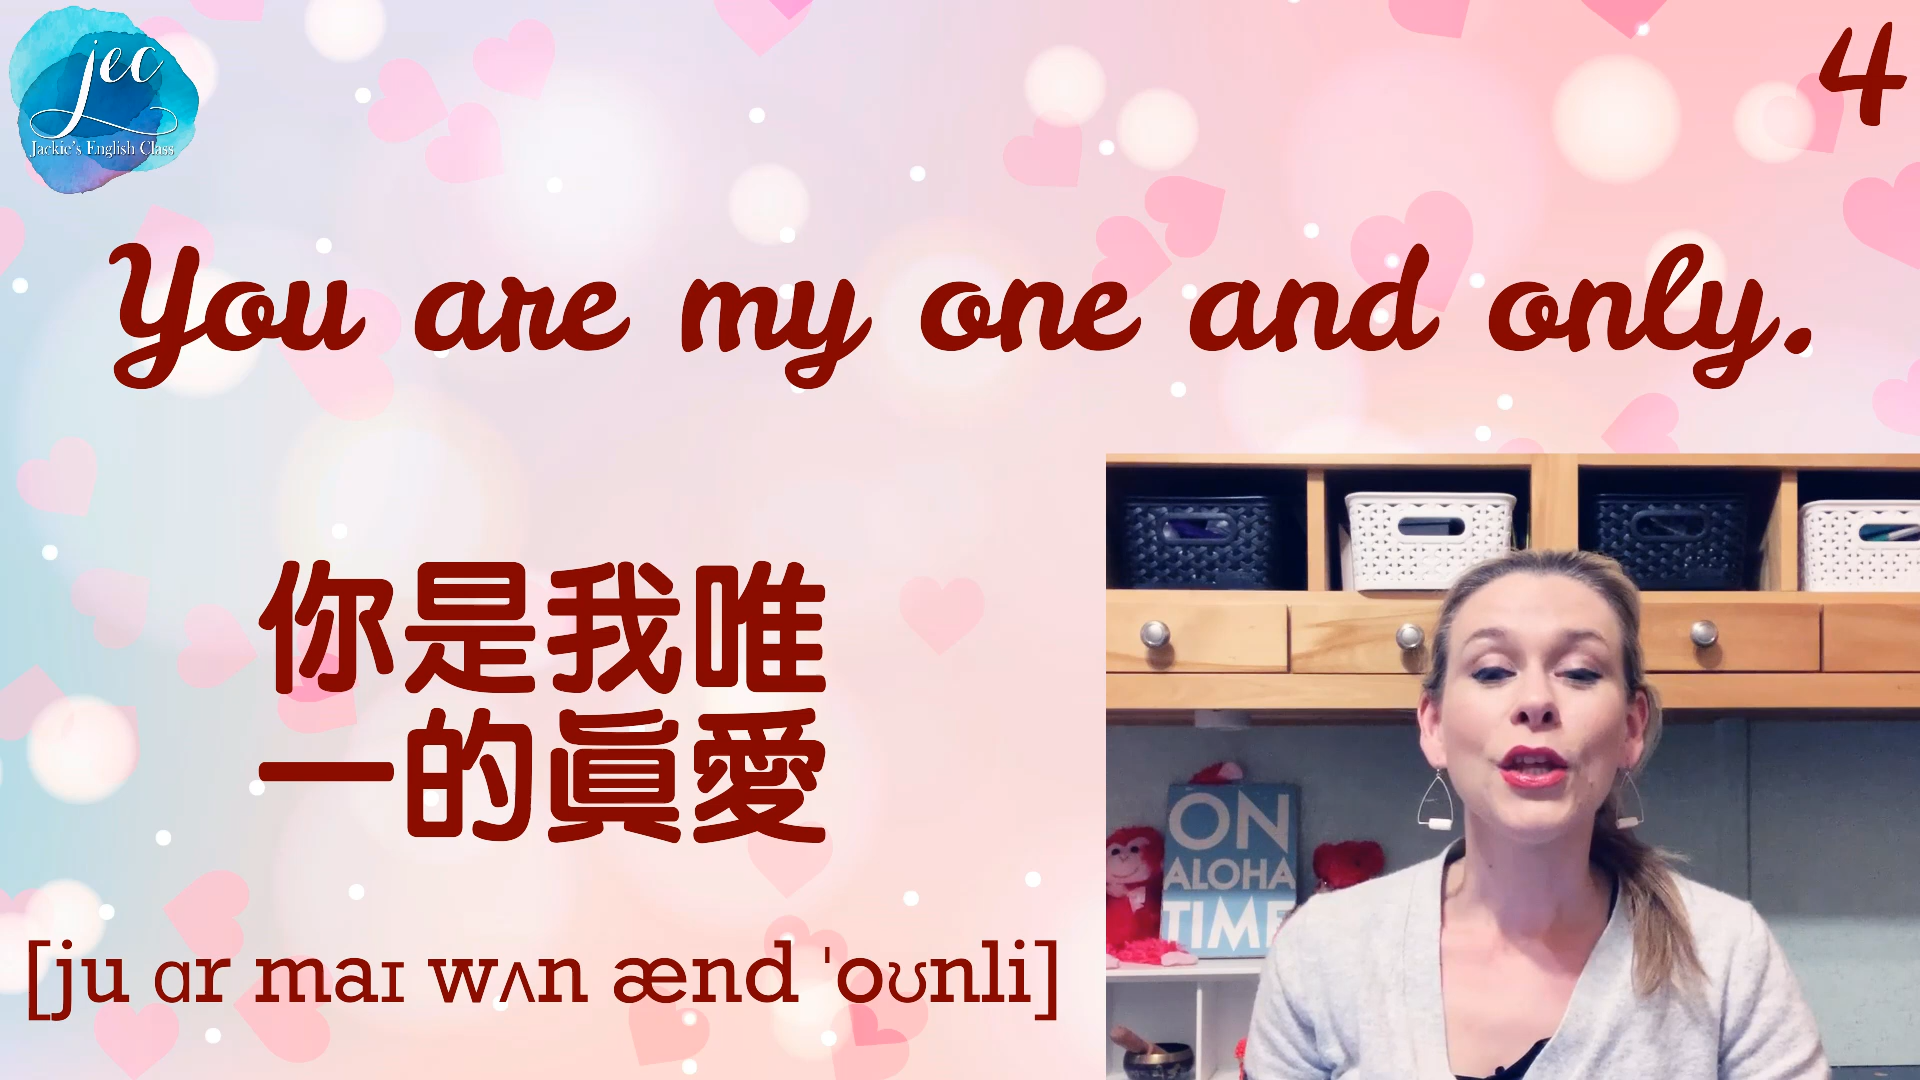 jec
Jackie's English Class
4
You are my one and only.
你是我唯
一的眞愛
[ju ɑr maɪ wʌn ænd ˈoʊnli]
ON
ALOHA
TIME